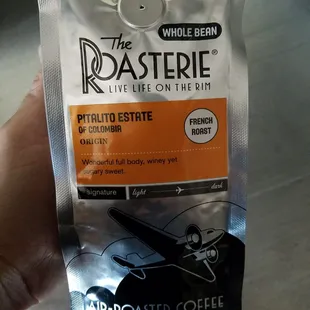 WHOLE BEAN
The
ROASTERIE®
LIVE LIFE ON THE RIM
PITALITO ESTATE
OF COLOMBIA
ORIGIN
FRENCH
ROAST
Wonderful full body, winey yet
sugary sweet.
signature light dark
AIR-ROASTED COFFEE